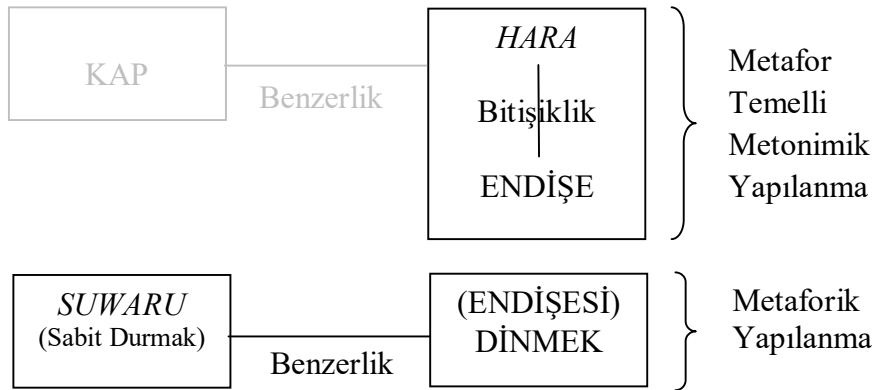 HARA
KAP
Benzerlik
Bitişiklik
ENDİŞE
Metafor
Temelli
Metonimik
Yapılanma
SUWARU
(Sabit Durmak)
Benzerlik
(ENDİŞESİ)
DİNMEK
Metaforik
Yapılanma